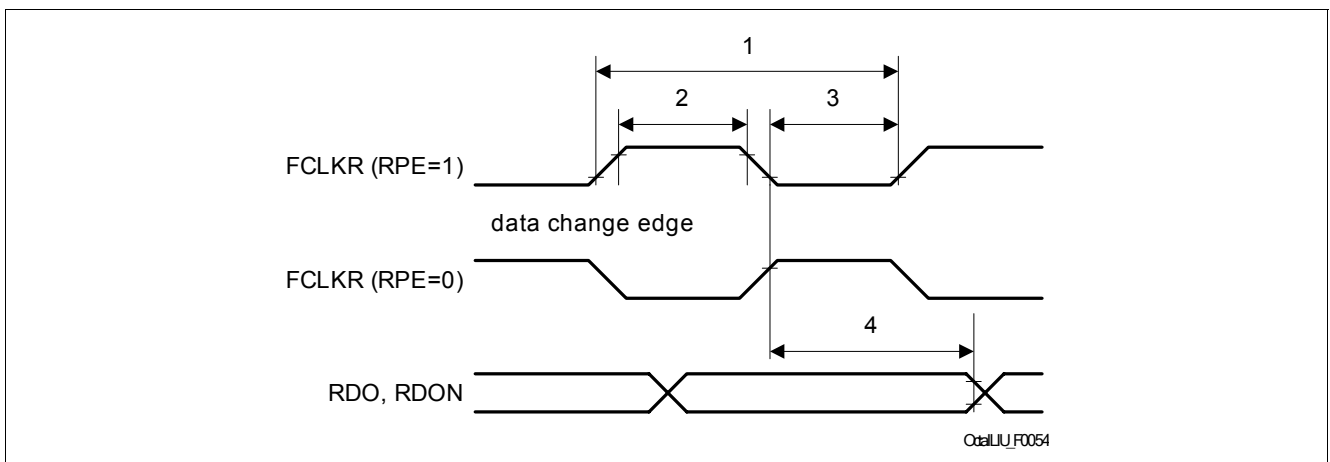 1
2 3
FCLKR (RPE=1)
data change edge
FCLKR (RPE=0)
4
RDO, RDON
OctalLIU_F0054